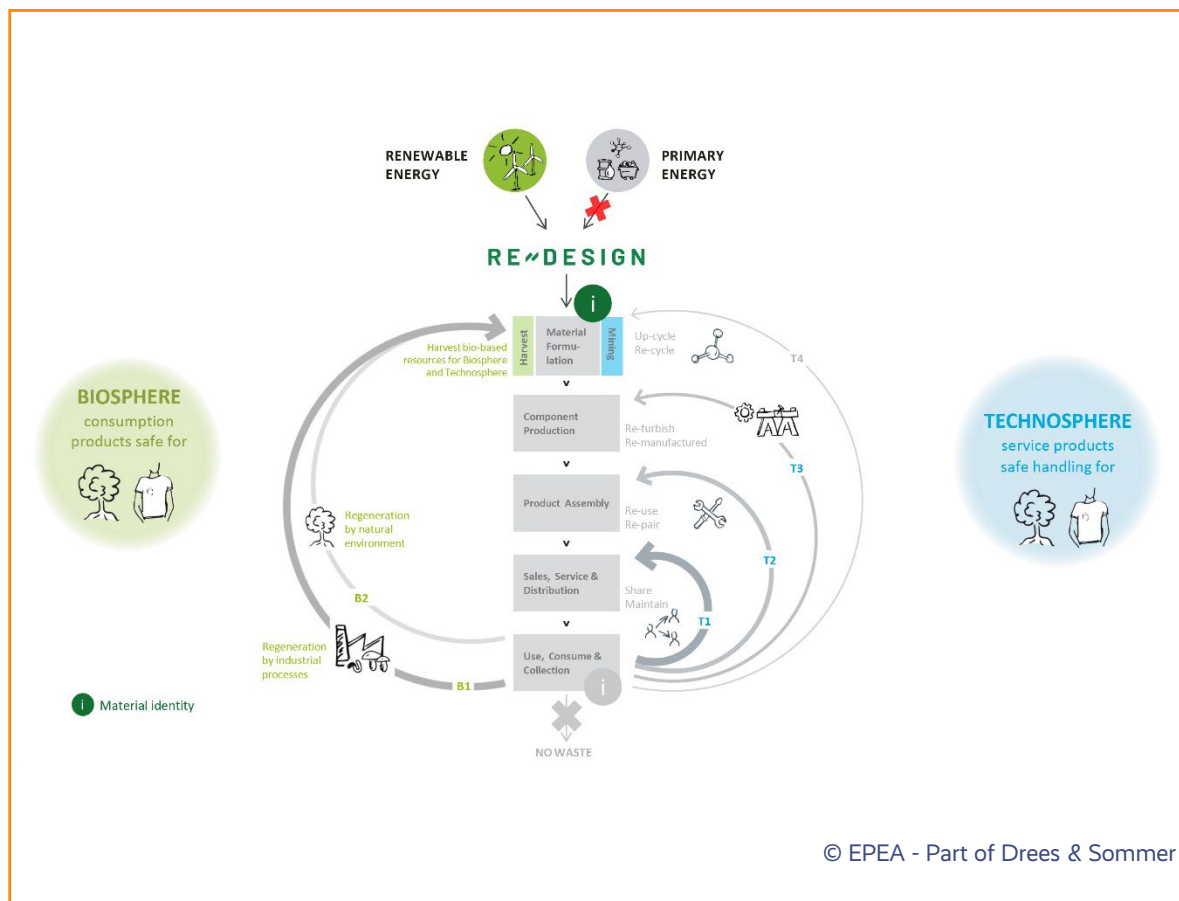 RENEWABLE
ENERGY
PRIMARY
ENERGY
RE//DESIGN
i
Harvest
Material
Formu-
lation
Mining
Harvest bio-based
resources for Biosphere
and Technosphere
Up-cycle
Re-cycle
T4
BIOSPHERE
consumption
products safe for
Component
Production
Re-furbish
Re-manufactured
T3
TECHNOSPHERE
service products
safe handling for
Product Assembly
Re-use
Re-pair
T2
Regeneration
by natural
environment
B2
Sales, Service &
Distribution
Share
Maintain
T1
Regeneration
by industrial
processes
B1
Use, Consume &
Collection
i
i Material identity
NO WASTE
© EPEA - Part of Drees & Sommer